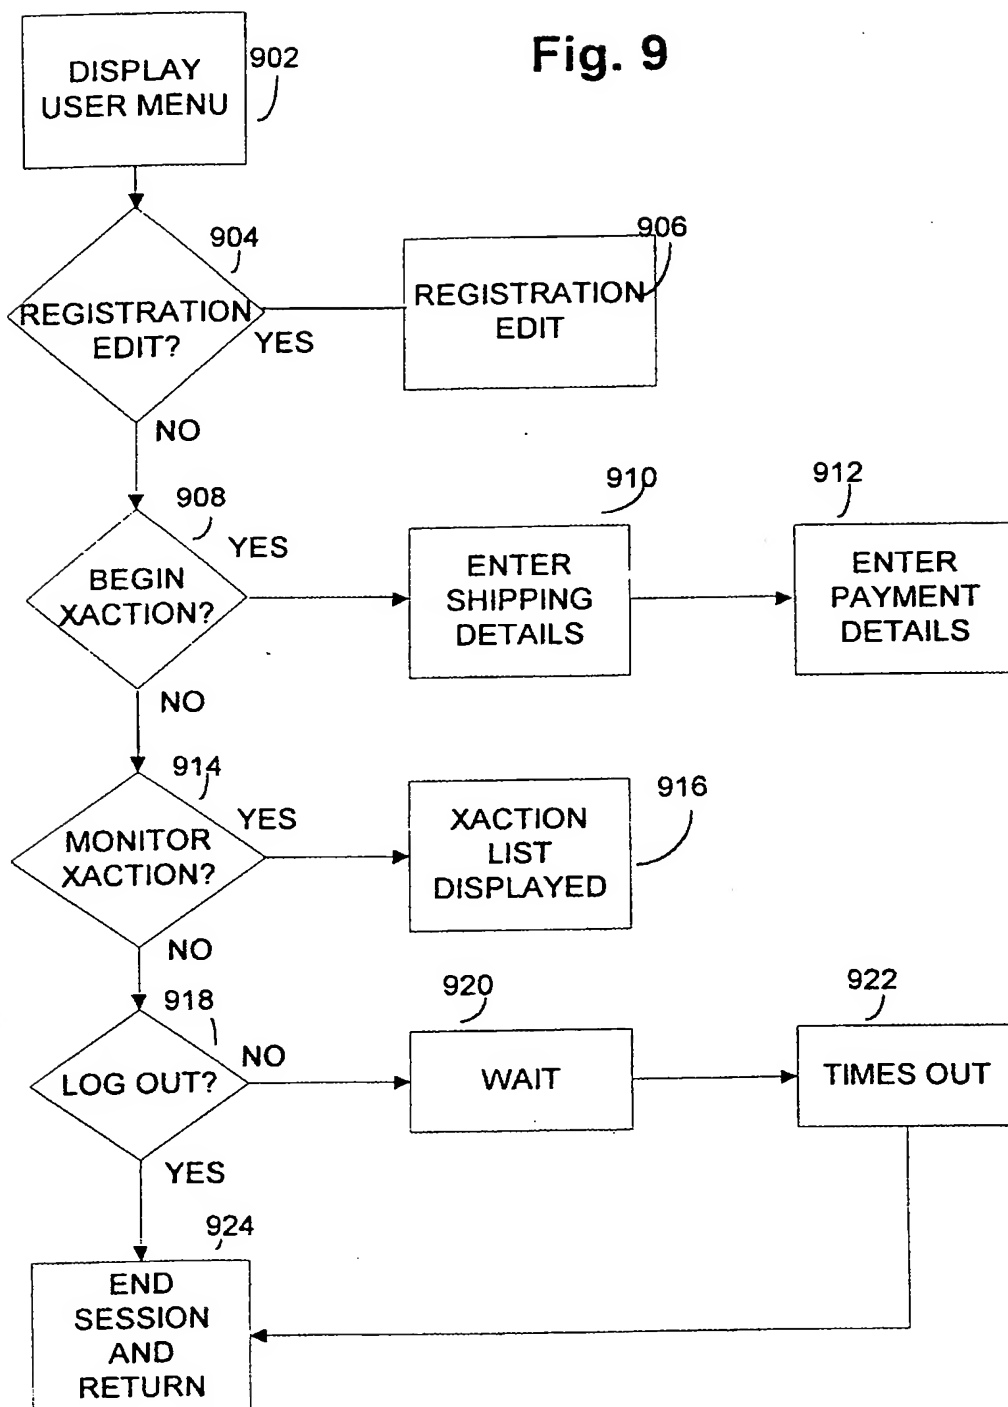 Fig. 9
DISPLAY
USER MENU
902
904
REGISTRATION
EDIT?
YES
906
REGISTRATION
EDIT
NO
908
BEGIN
XACTION?
YES
910
ENTER
SHIPPING
DETAILS
912
ENTER
PAYMENT
DETAILS
NO
914
MONITOR
XACTION?
YES
916
XACTION
LIST
DISPLAYED
NO
918
LOG OUT?
NO
920
WAIT
922
TIMES OUT
YES
924
END
SESSION
AND
RETURN